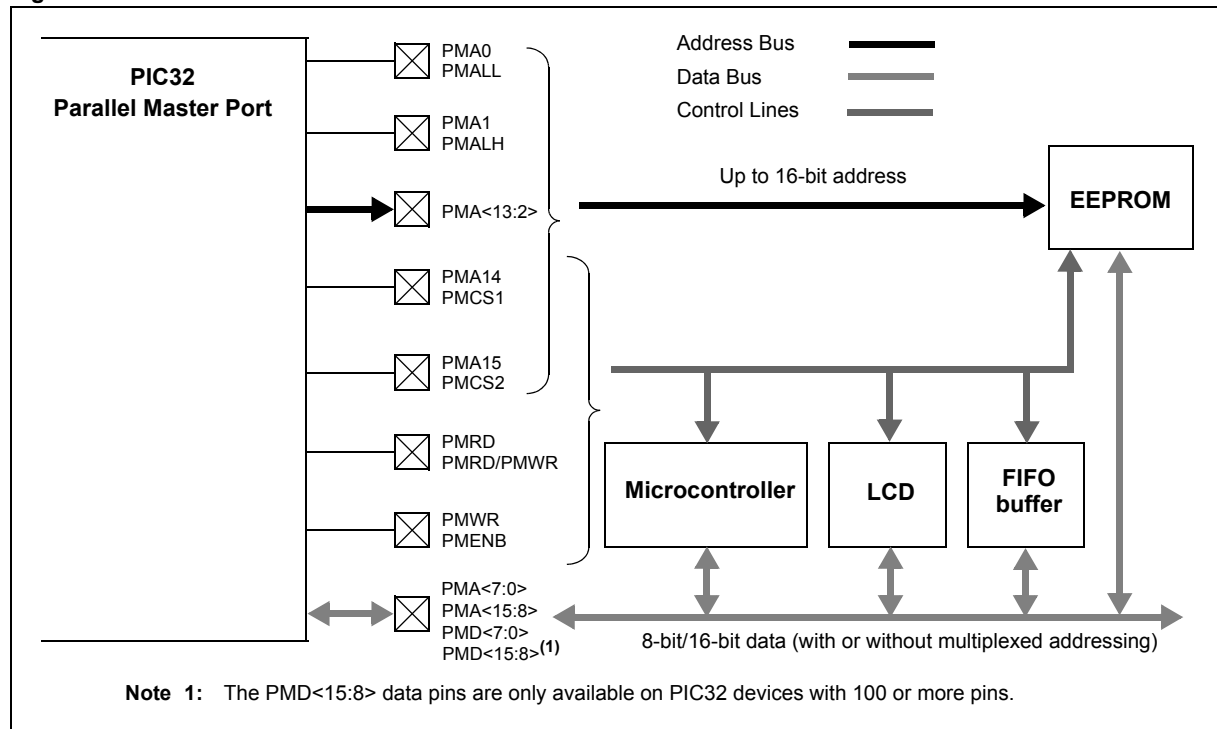 PIC32
Parallel Master Port
PMA0
PMALL
PMA1
PMALH
PMA<13:2>
PMA14
PMCS1
PMA15
PMCS2
PMRD
PMRD/PMWR
PMWR
PMENB
PMA<7:0>
PMA<15:8>
PMD<7:0>
PMD<15:8>(1)
Address Bus
Data Bus
Control Lines
Up to 16-bit address
EEPROM
Microcontroller
LCD
FIFO
buffer
8-bit/16-bit data (with or without multiplexed addressing)
Note 1: The PMD<15:8> data pins are only available on PIC32 devices with 100 or more pins.